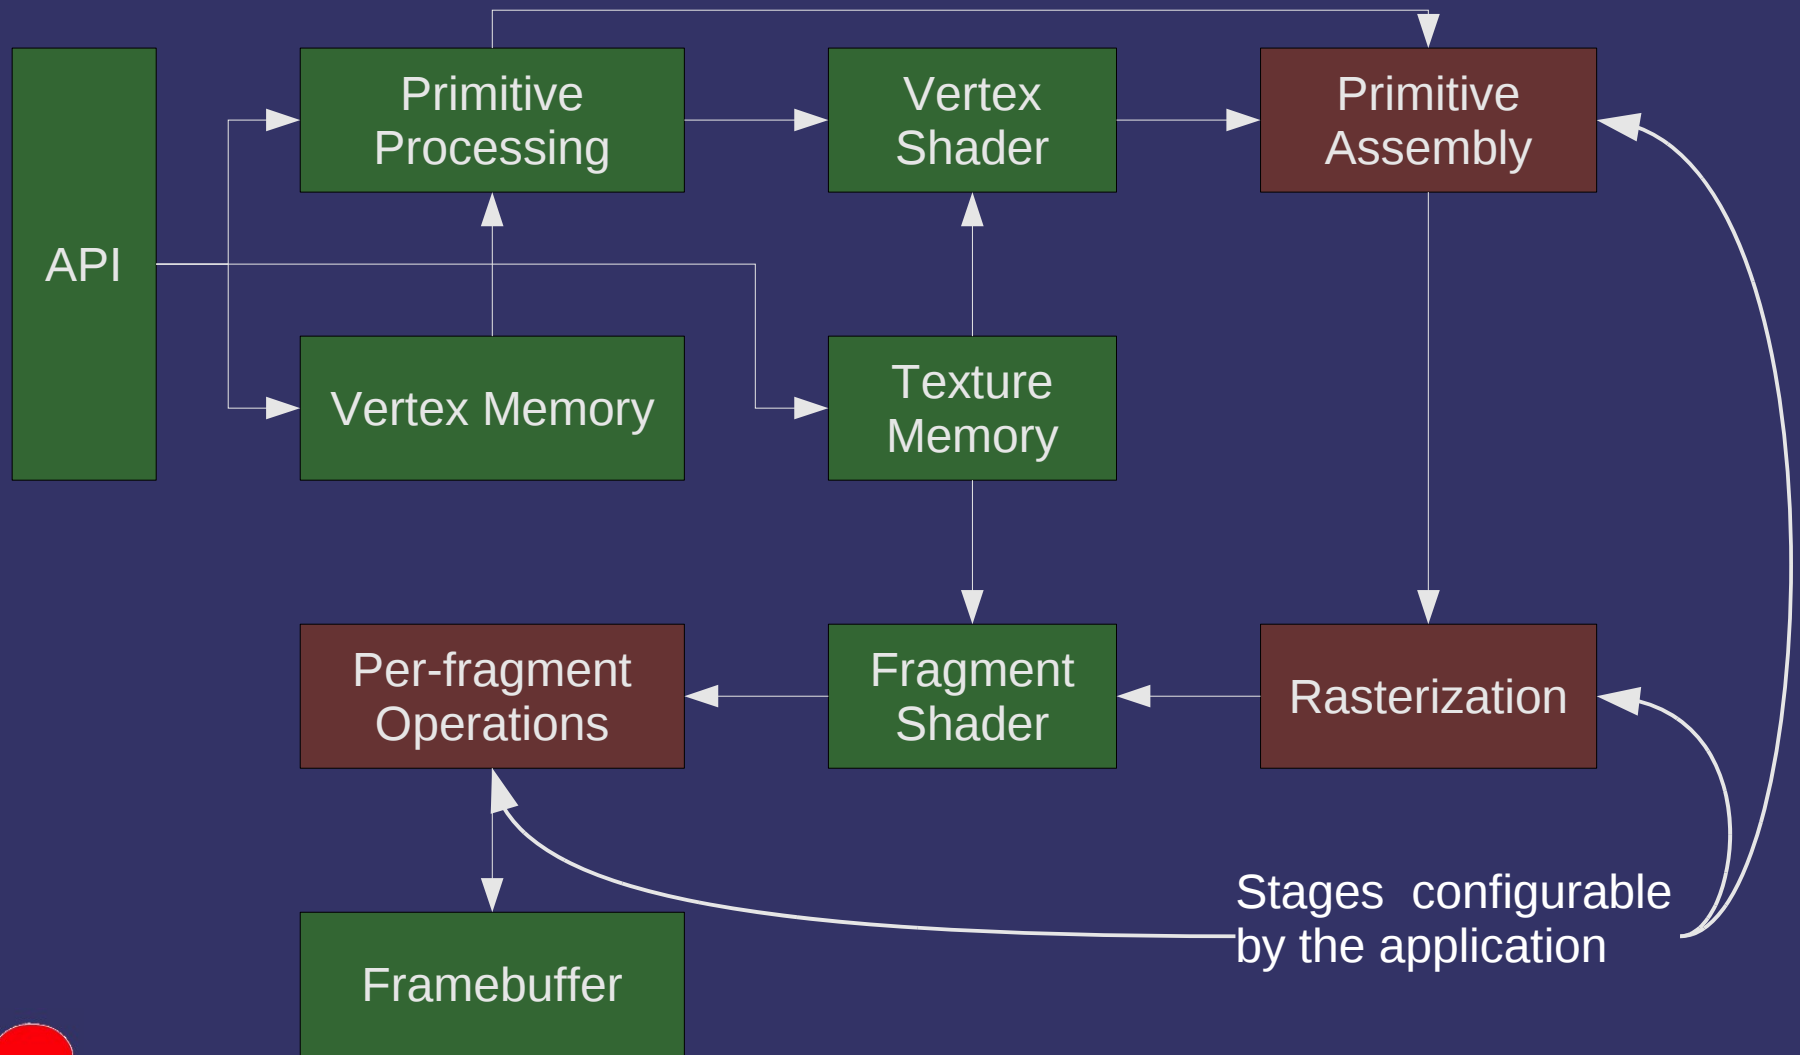 Primitive
Processing
Vertex
Shader
Primitive
Assembly
API
Vertex Memory
Texture
Memory
Per-fragment
Operations
Fragment
Shader
Rasterization
Stages  configurable
by the application
Framebuffer